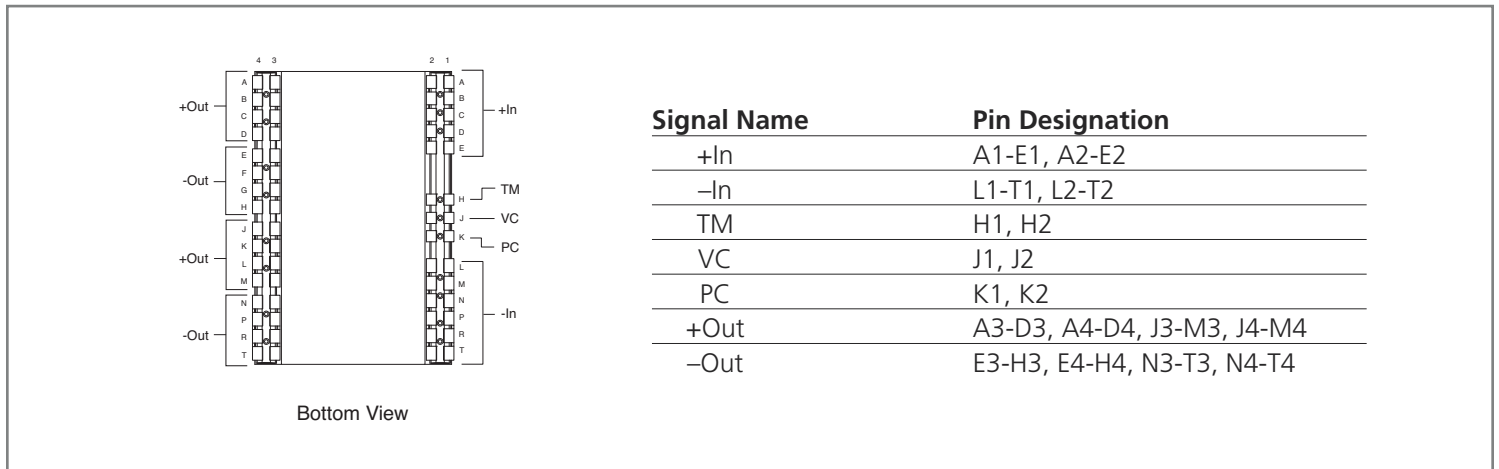 4 3 2 1
A A
B B
+Out +In
C C
D D
E E
F
-Out
G TM
H H
J J VC
K K PC
+Out
L L
M M
N N
P P -In
-Out
R R
T T
Bottom View
Signal Name Pin Designation
+In A1-E1, A2-E2
–In L1-T1, L2-T2
TM H1, H2
VC J1, J2
PC K1, K2
+Out A3-D3, A4-D4, J3-M3, J4-M4
–Out E3-H3, E4-H4, N3-T3, N4-T4